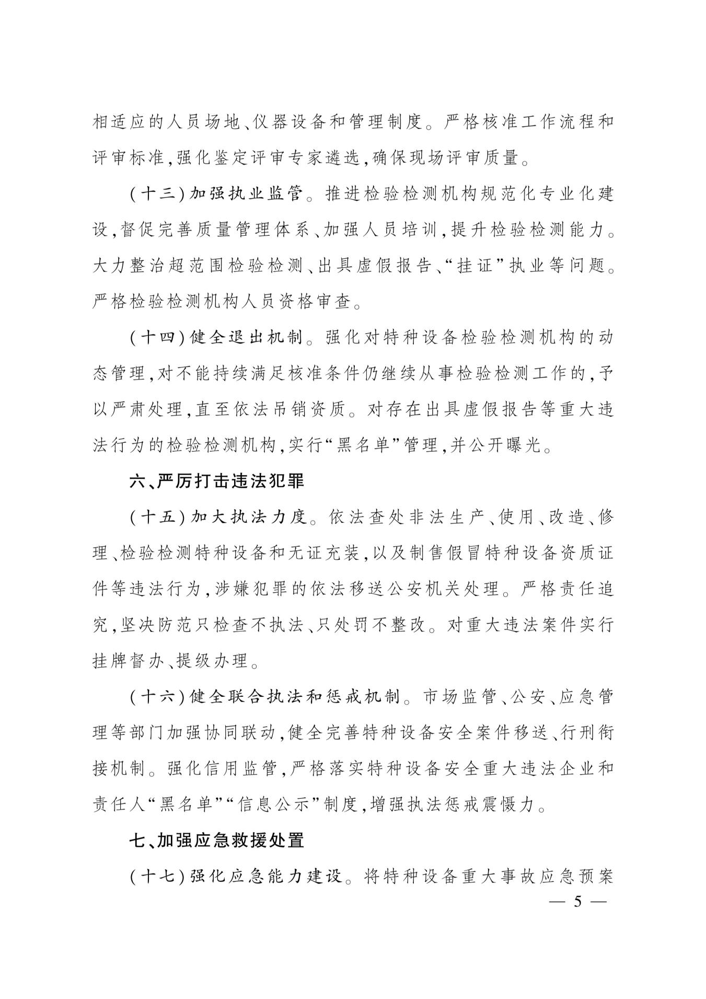 相适应的人员场地、仪器设备和管理制度。严格核准工作流程和
评审标准,强化鉴定评审专家遴选,确保现场评审质量。
(十三)加强执业监管。推进检验检测机构规范化专业化建
设,督促完善质量管理体系、加强人员培训,提升检验检测能力。
大力整治超范围检验检测、出具虚假报告、“挂证”执业等问题。
严格检验检测机构人员资格审查。
(十四)健全退出机制。强化对特种设备检验检测机构的动
态管理,对不能持续满足核准条件仍继续从事检验检测工作的,予
以严肃处理,直至依法吊销资质。对存在出具虚假报告等重大违
法行为的检验检测机构,实行“黑名单”管理,并公开曝光。
六、严厉打击违法犯罪
(十五)加大执法力度。依法查处非法生产、使用、改造、修
理、检验检测特种设备和无证充装,以及制售假冒特种设备资质证
件等违法行为,涉嫌犯罪的依法移送公安机关处理。严格责任追
究,坚决防范只检查不执法、只处罚不整改。对重大违法案件实行
挂牌督办、提级办理。
(十六)健全联合执法和惩戒机制。市场监管、公安、应急管
理等部门加强协同联动,健全完善特种设备安全案件移送、行刑衔
接机制。强化信用监管,严格落实特种设备安全重大违法企业和
责任人“黑名单”“信息公示”制度,增强执法惩戒震慑力。
七、加强应急救援处置
(十七)强化应急能力建设。将特种设备重大事故应急预案
— 5 —